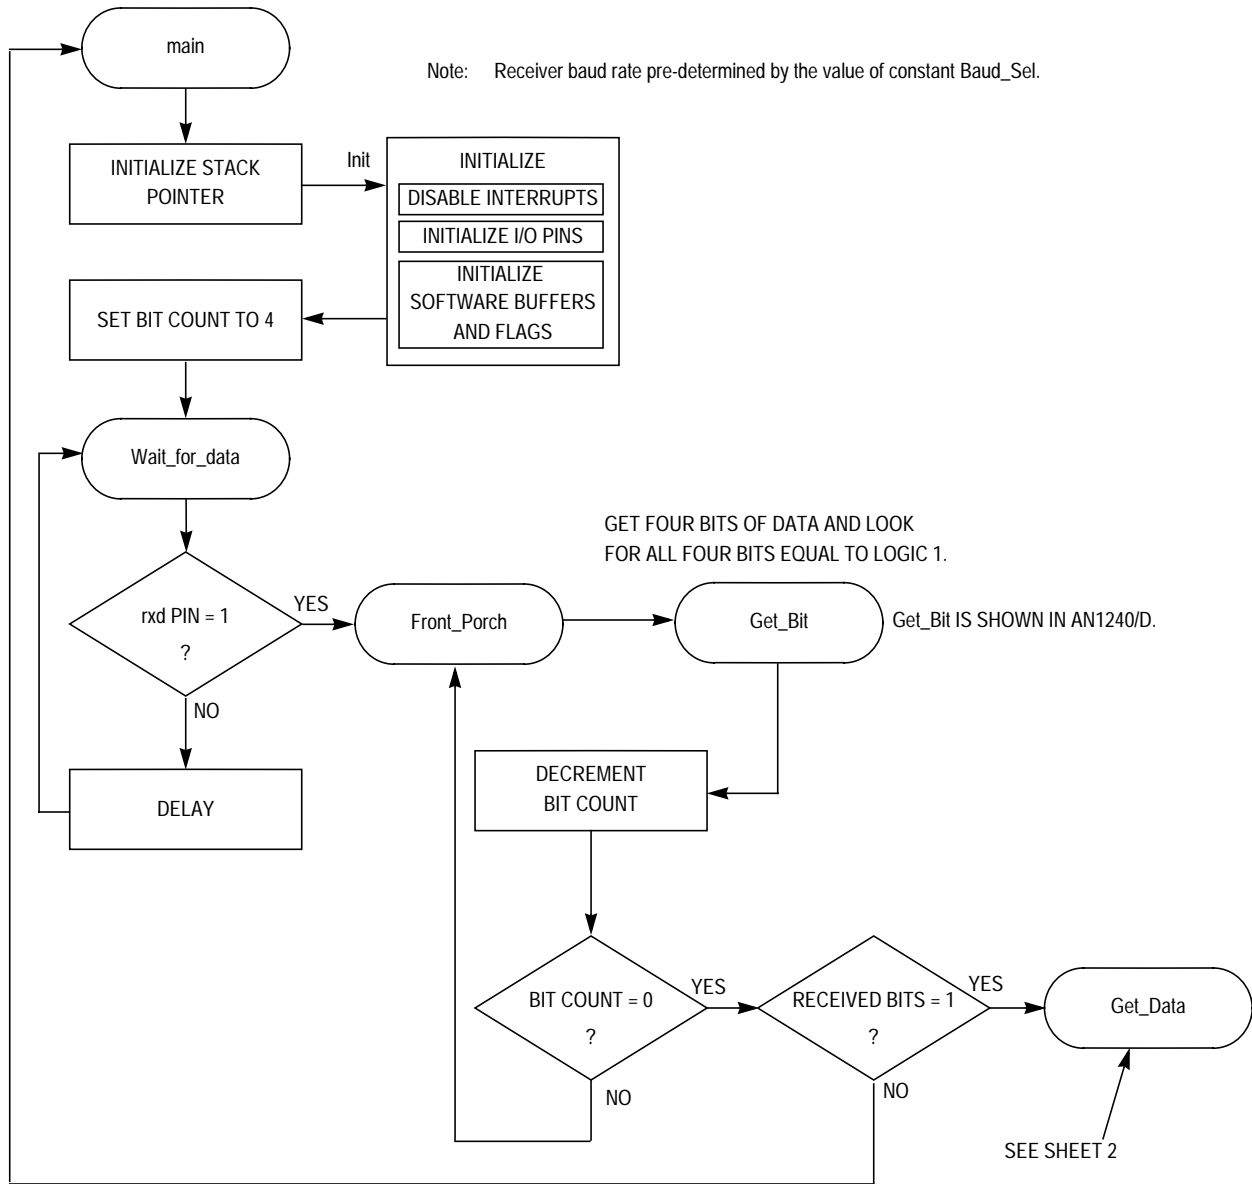 main
Note: Receiver baud rate pre-determined by the value of constant Baud_Sel.
INITIALIZE STACK
POINTER
Init
INITIALIZE
DISABLE INTERRUPTS
INITIALIZE I/O PINS
INITIALIZE
SOFTWARE BUFFERS
AND FLAGS
SET BIT COUNT TO 4
Wait_for_data
rxd PIN = 1
?
YES
NO
DELAY
Front_Porch
GET FOUR BITS OF DATA AND LOOK
FOR ALL FOUR BITS EQUAL TO LOGIC 1.
Get_Bit
Get_Bit IS SHOWN IN AN1240/D.
DECREMENT
BIT COUNT
BIT COUNT = 0
?
YES
NO
RECEIVED BITS = 1
?
YES
NO
Get_Data
SEE SHEET 2